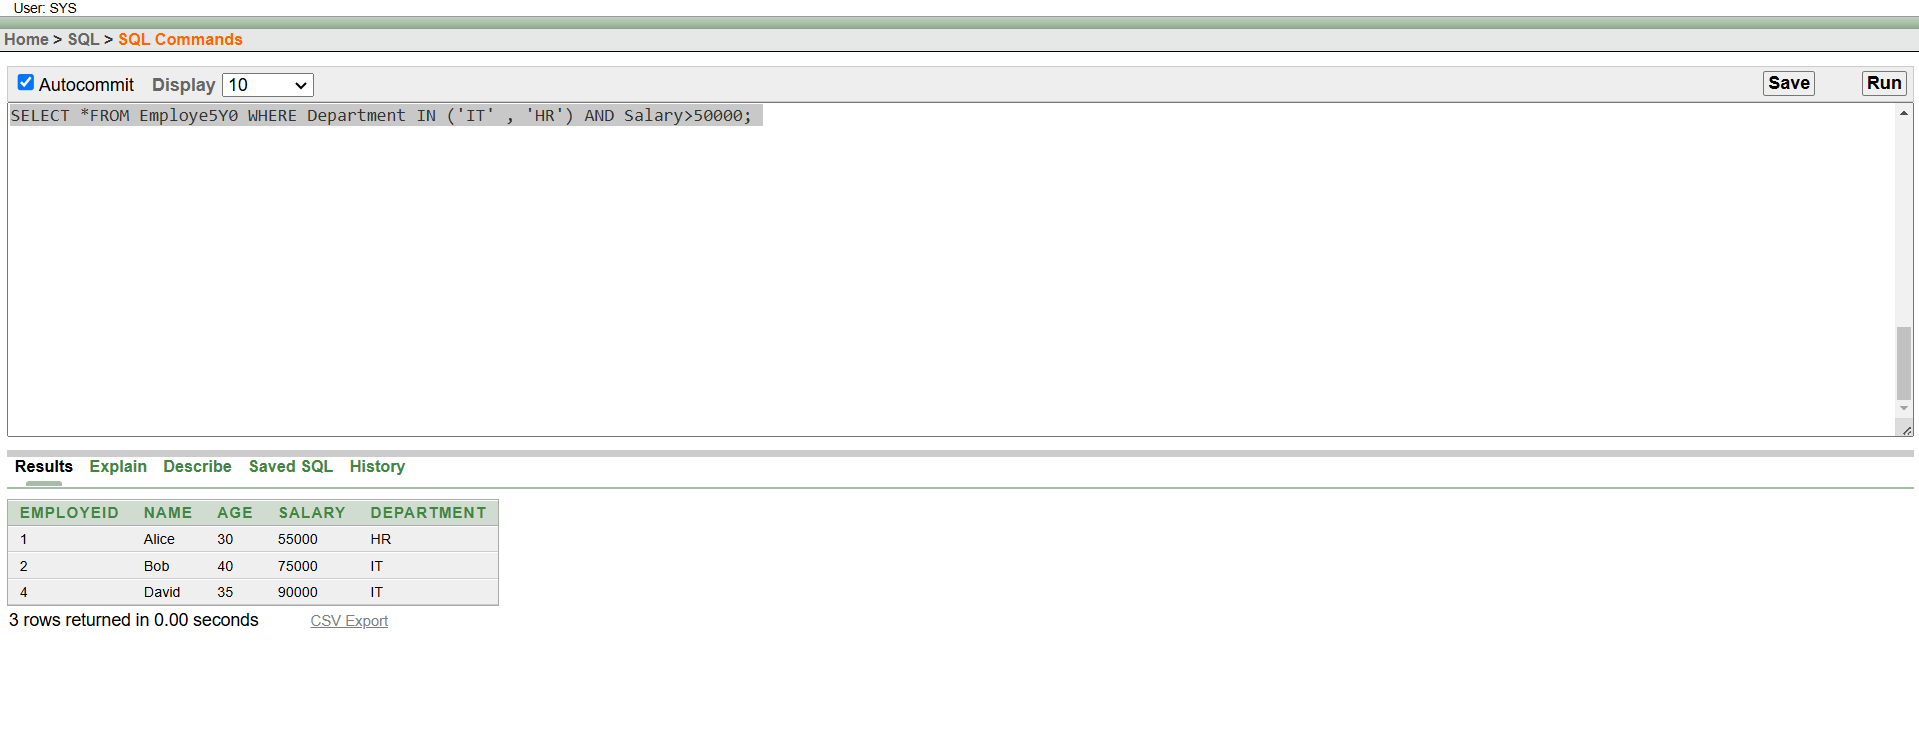 User: SYS
Home > SQL > SQL Commands
Autocommit Display 10 Save Run
SELECT *FROM Employe5Y0 WHERE Department IN ('IT' , 'HR') AND Salary>50000;
Results Explain Describe Saved SQL History
EMPLOYEID NAME AGE SALARY DEPARTMENT
1 Alice 30 55000 HR
2 Bob 40 75000 IT
4 David 35 90000 IT
3 rows returned in 0.00 seconds CSV Export